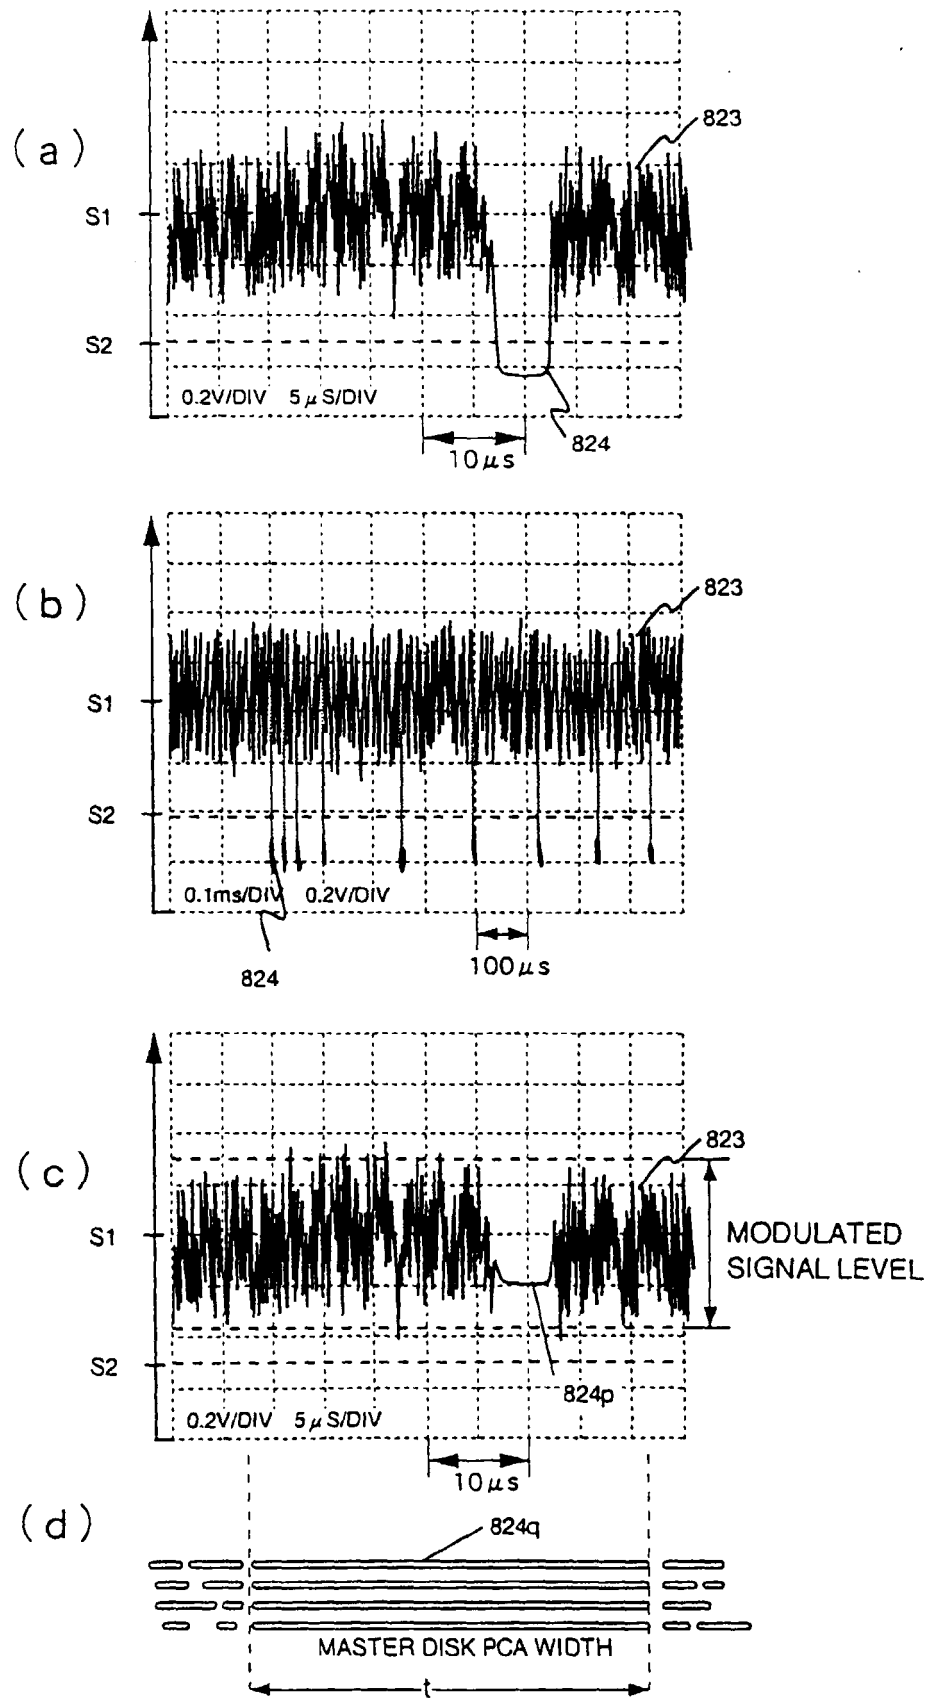 (a)
823
S1
S2
0.2V/DIV 5μS/DIV
824
10μs
(b)
823
S1
S2
0.1ms/DIV 0.2V/DIV
824
100μs
(c)
823
S1
MODULATED
SIGNAL LEVEL
S2
824p
0.2V/DIV 5μS/DIV
10μs
(d)
824q
MASTER DISK PCA WIDTH
t